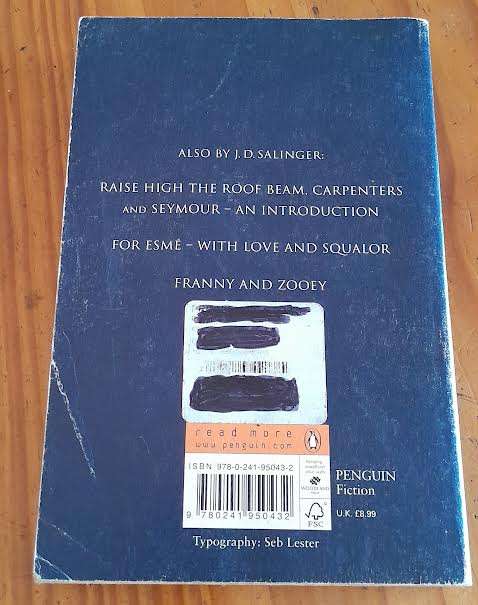 ALSO BY J. D. SALINGER:
RAISE HIGH THE ROOF BEAM, CARPENTERS
AND SEYMOUR – AN INTRODUCTION
FOR ESMÉ – WITH LOVE AND SQUALOR
FRANNY AND ZOOEY
read more
www.penguin.com
ISBN 978-0-241-95043-2
9 780241 950432
FSC
PENGUIN
Fiction
U.K. £8.99
Typography: Seb Lester